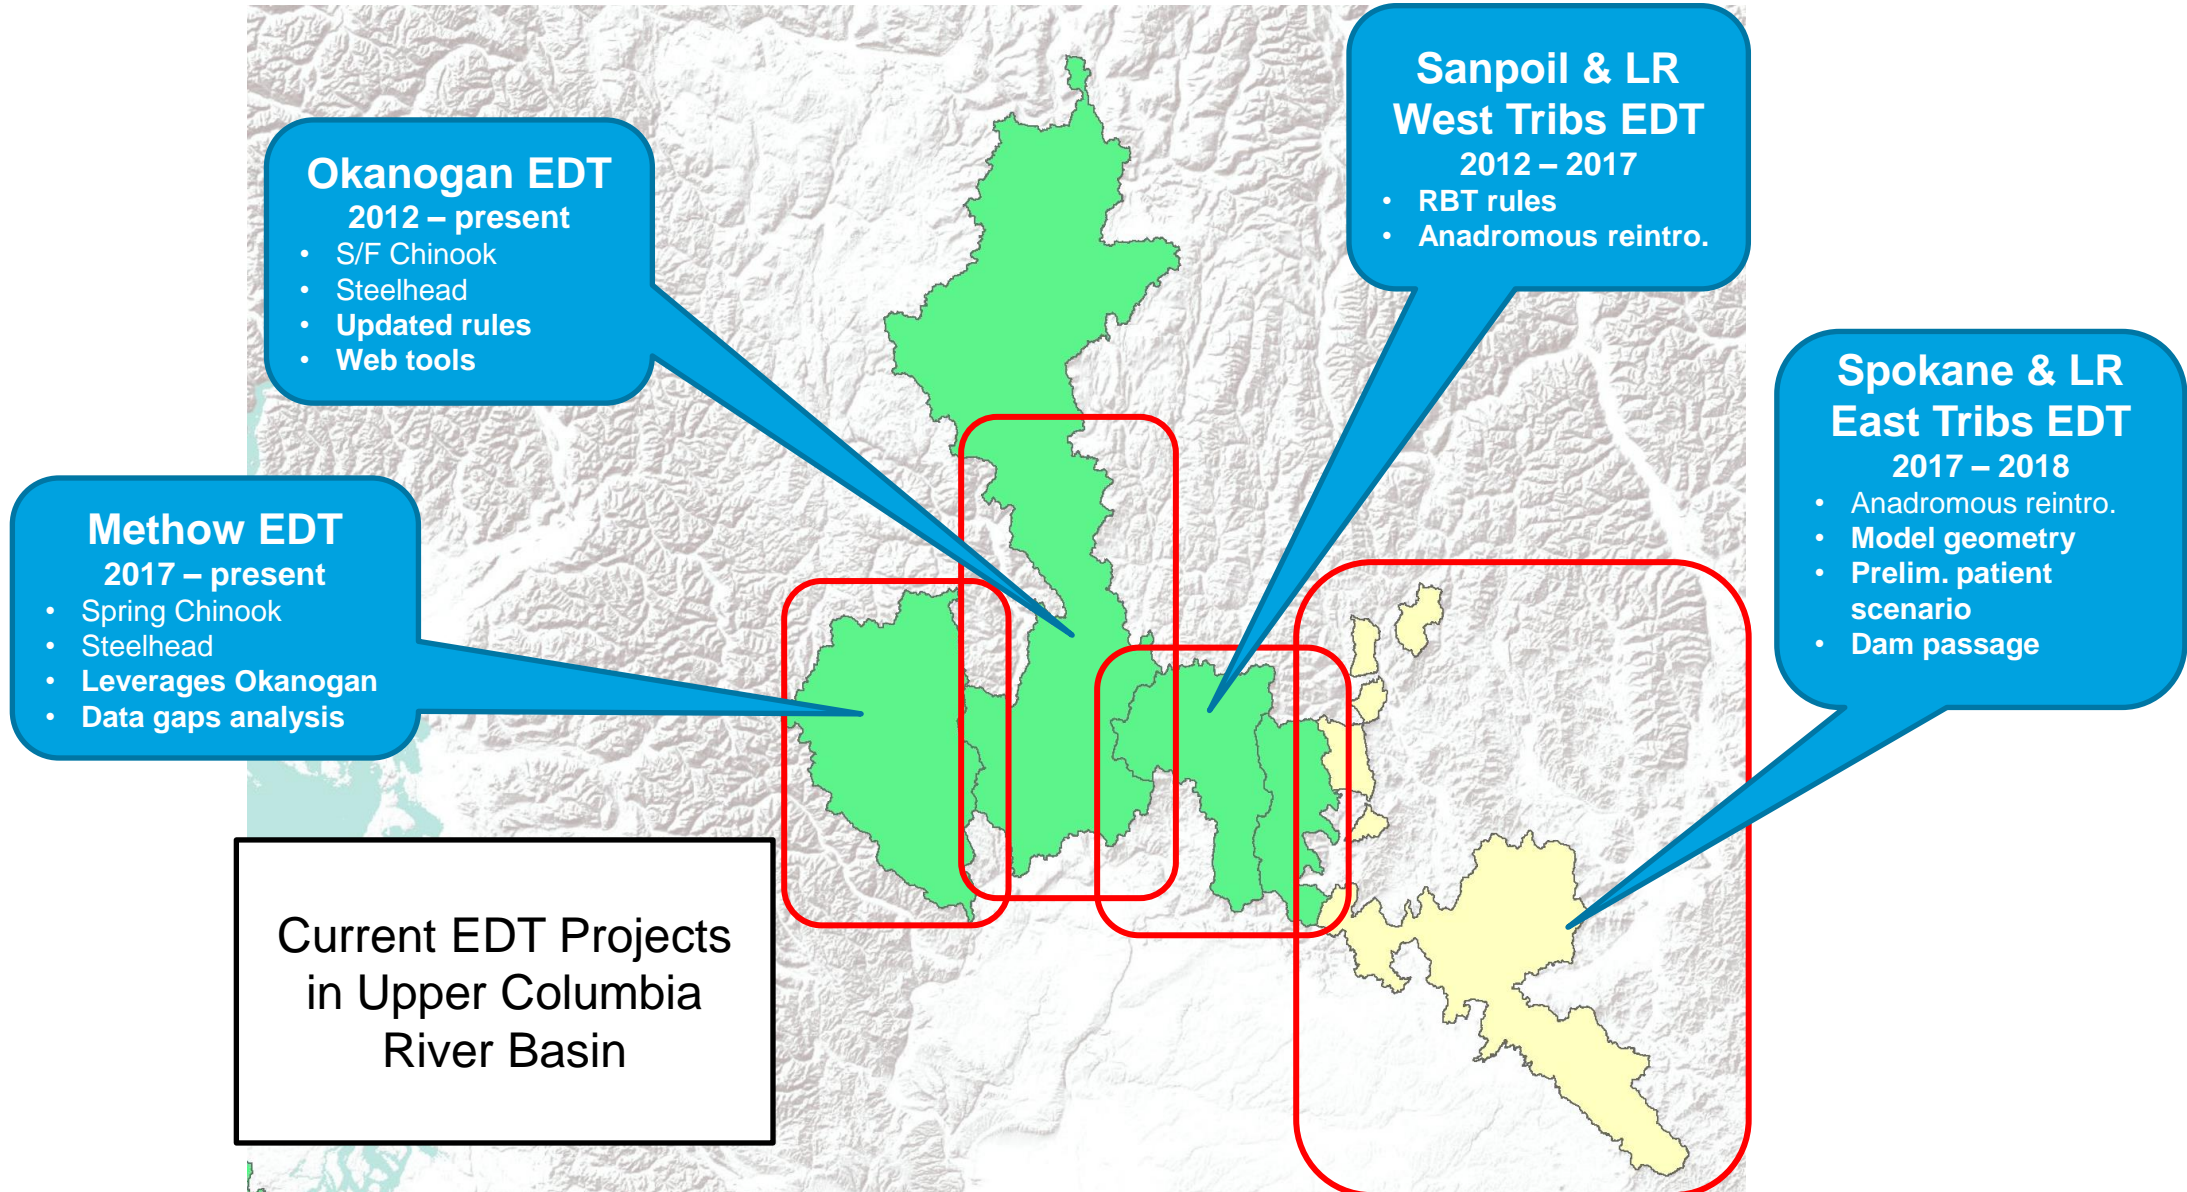 Okanogan EDT
2012 – present
• S/F Chinook
• Steelhead
• Updated rules
• Web tools
Sanpoil & LR
West Tribs EDT
2012 – 2017
• RBT rules
• Anadromous reintro.
Spokane & LR
East Tribs EDT
2017 – 2018
• Anadromous reintro.
• Model geometry
• Prelim. patient
scenario
• Dam passage
Methow EDT
2017 – present
• Spring Chinook
• Steelhead
• Leverages Okanogan
• Data gaps analysis
Current EDT Projects
in Upper Columbia
River Basin